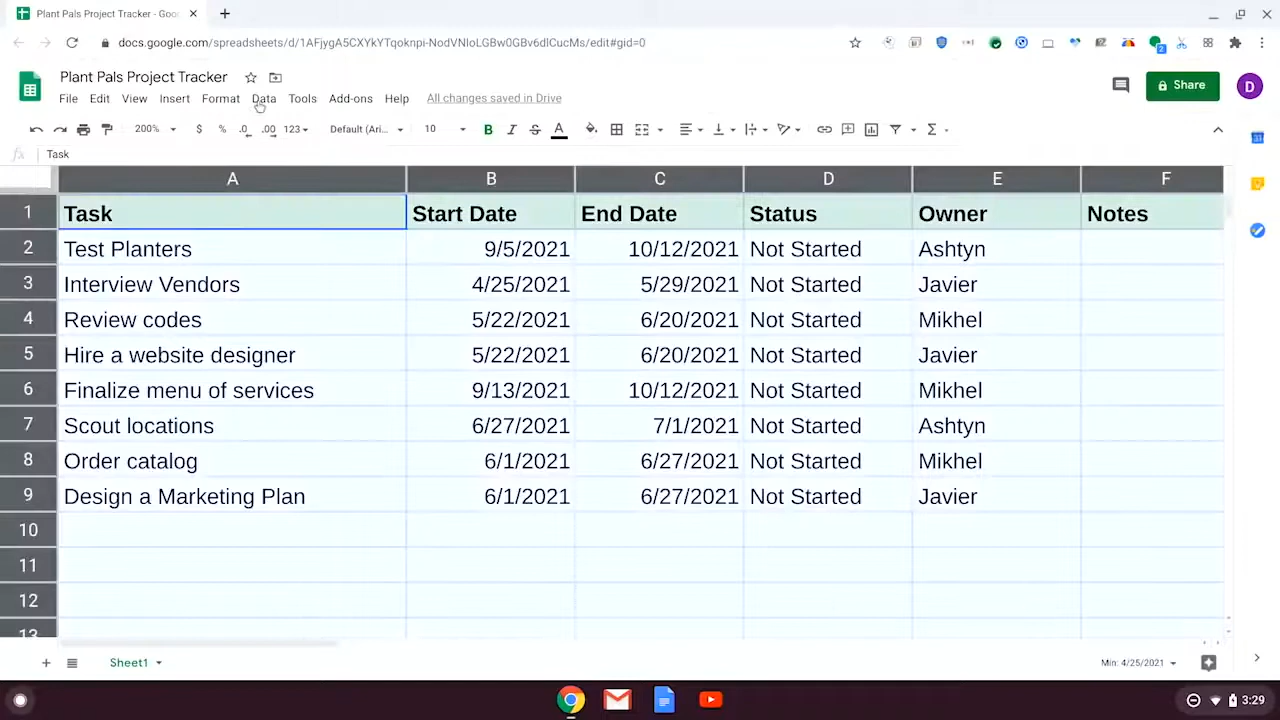 Plant Pals Project Tracker - Goo
docs.google.com/spreadsheets/d/1AFjygA5CXYkYTqoknpi-NodVNIoLGBw0GBv6dlCucMs/edit#gid=0
2
Plant Pals Project Tracker
File Edit View Insert Format Data Tools Add-ons Help All changes saved in Drive
Share
D
200% $ % .0 .00 123 Default (Ari... 10 B I S A
fx Task
A B C D E F
1 Task Start Date End Date Status Owner Notes
2 Test Planters 9/5/2021 10/12/2021 Not Started Ashtyn
3 Interview Vendors 4/25/2021 5/29/2021 Not Started Javier
4 Review codes 5/22/2021 6/20/2021 Not Started Mikhel
5 Hire a website designer 5/22/2021 6/20/2021 Not Started Javier
6 Finalize menu of services 9/13/2021 10/12/2021 Not Started Mikhel
7 Scout locations 6/27/2021 7/1/2021 Not Started Ashtyn
8 Order catalog 6/1/2021 6/27/2021 Not Started Mikhel
9 Design a Marketing Plan 6/1/2021 6/27/2021 Not Started Javier
10
11
12
13
Sheet1
Min: 4/25/2021
3:29